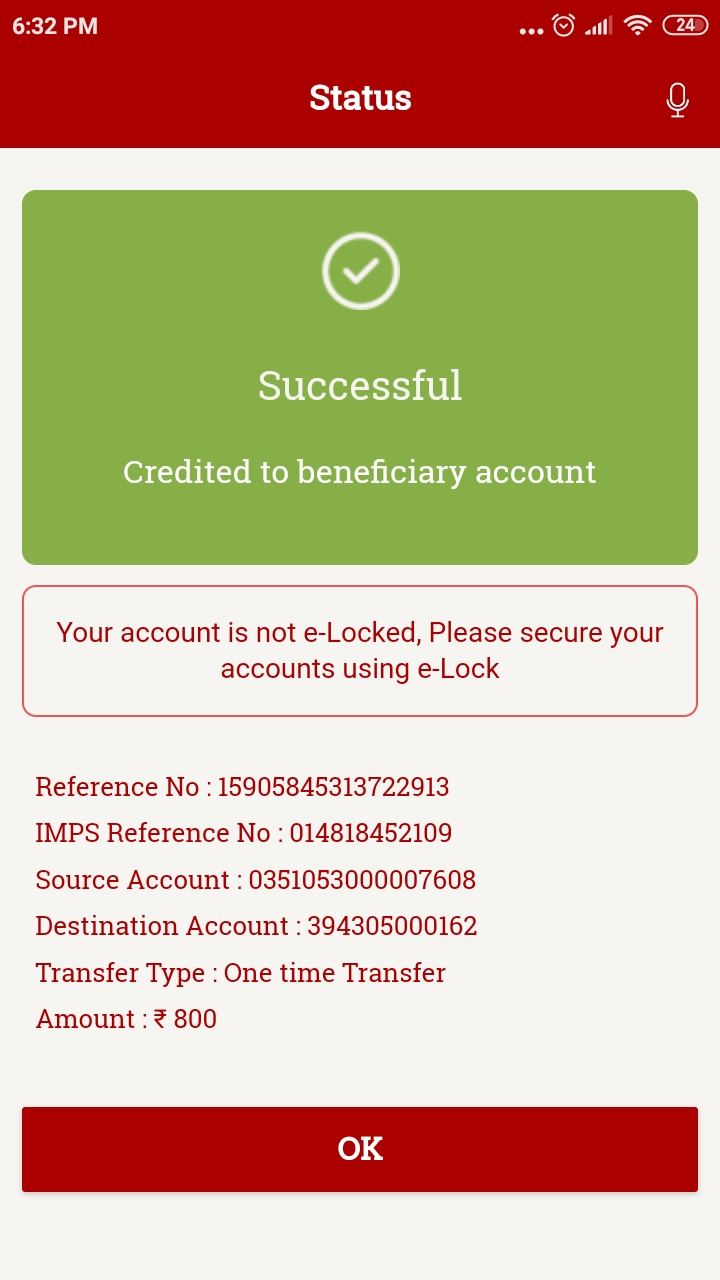 6:32 PM
24
Status
Successful
Credited to beneficiary account
Your account is not e-Locked, Please secure your
accounts using e-Lock
Reference No : 15905845313722913
IMPS Reference No : 014818452109
Source Account : 0351053000007608
Destination Account : 394305000162
Transfer Type : One time Transfer
Amount : ₹ 800
OK